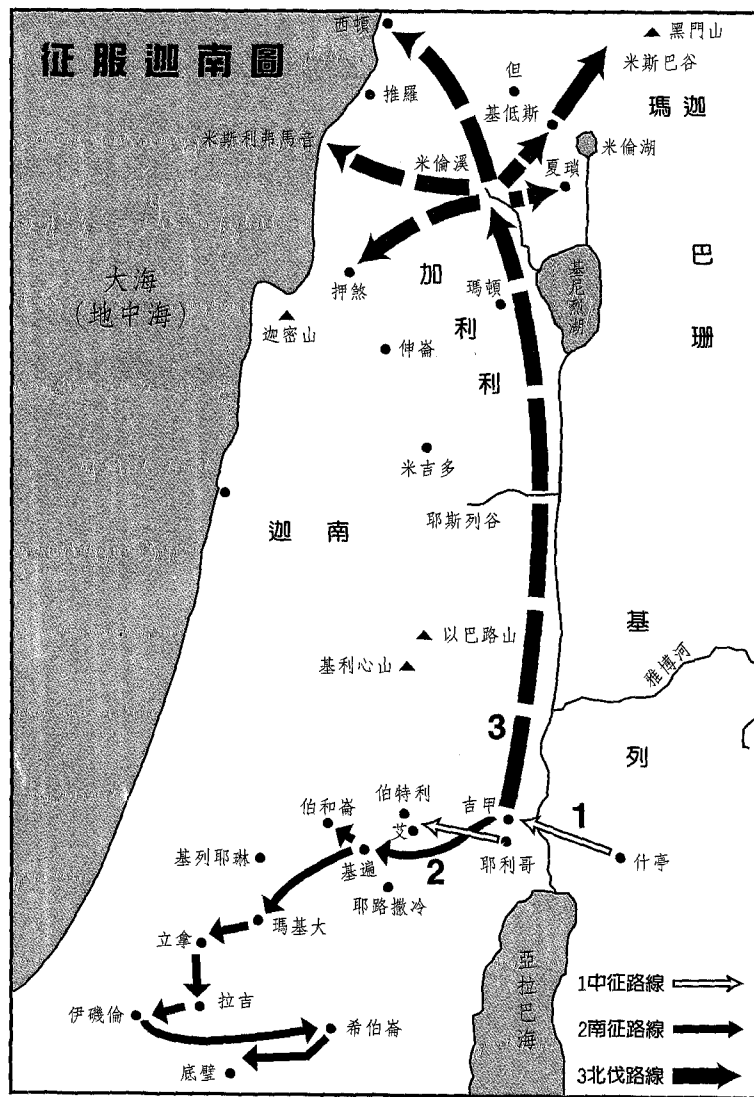 征服迦南圖
西頓
黑門山
米斯巴谷
但
推羅
基低斯
瑪迦
米斯利弗馬音
米倫溪
米倫湖
夏瑣
大海
(地中海)
押煞
加利利
瑪頓
基尼烈湖
巴珊
迦密山
伸崙
米吉多
迦南
耶斯列谷
以巴路山
基利心山
基列
雅博河
3
伯和崙
伯特利
艾
吉甲
1
基列耶琳
基遍
2
耶利哥
什亭
耶路撒冷
瑪基大
立拿
拉吉
伊磯倫
希伯崙
底璧
亞拉巴海
1中征路線
2南征路線
3北伐路線